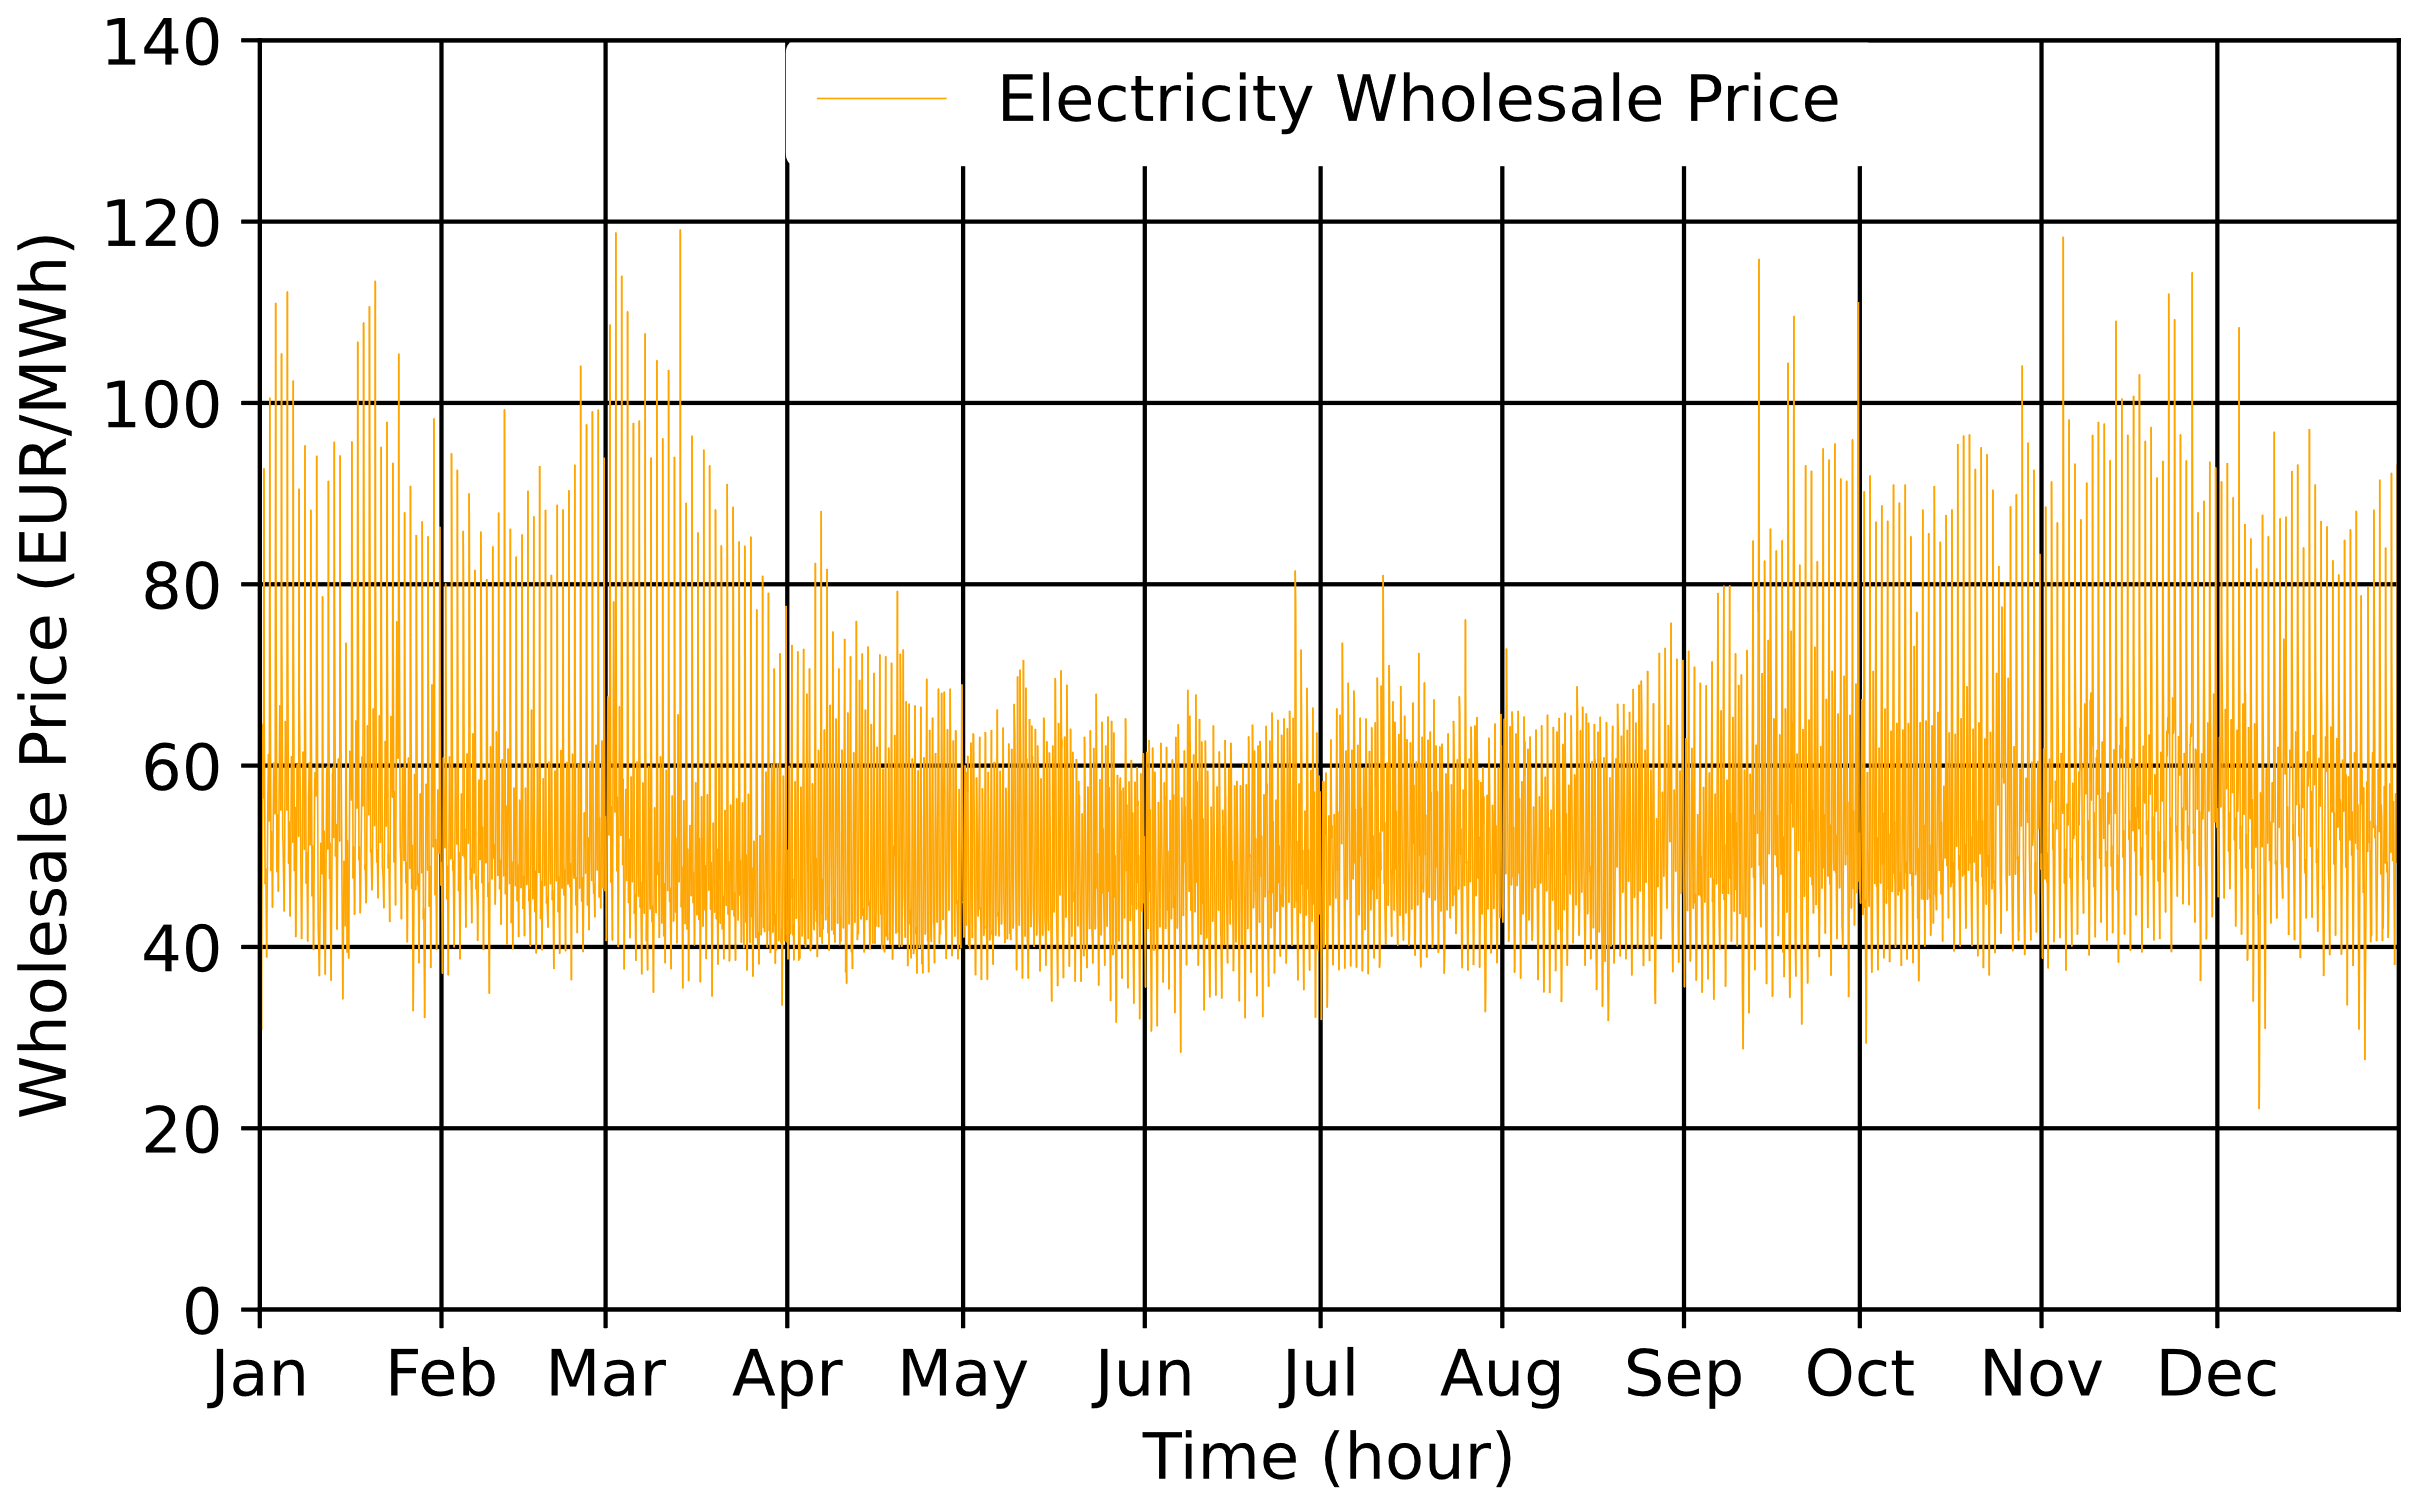 Electricity Wholesale Price
Wholesale Price (EUR/MWh)
140
120
100
80
60
40
20
0
Jan Feb Mar Apr May Jun Jul Aug Sep Oct Nov Dec
Time (hour)